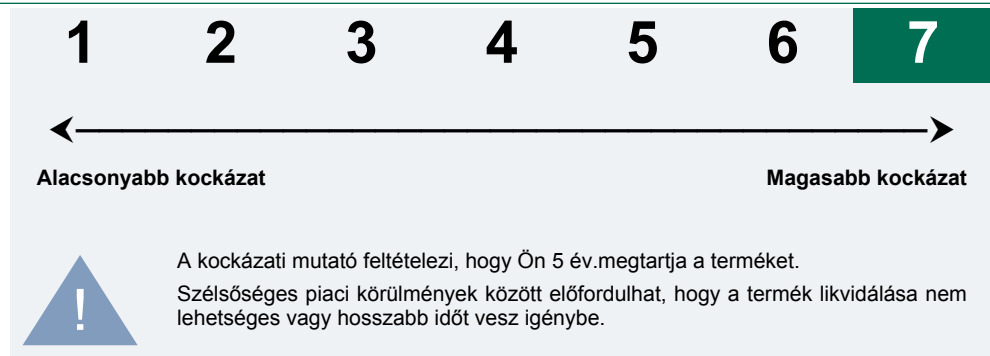 1 2 3 4 5 6 7
Alacsonyabb kockázat Magasabb kockázat
A kockázati mutató feltételezi, hogy Ön 5 év.megtartja a terméket.
Szélsőséges piaci körülmények között előfordulhat, hogy a termék likvidálása nem
lehetséges vagy hosszabb időt vesz igénybe.
!